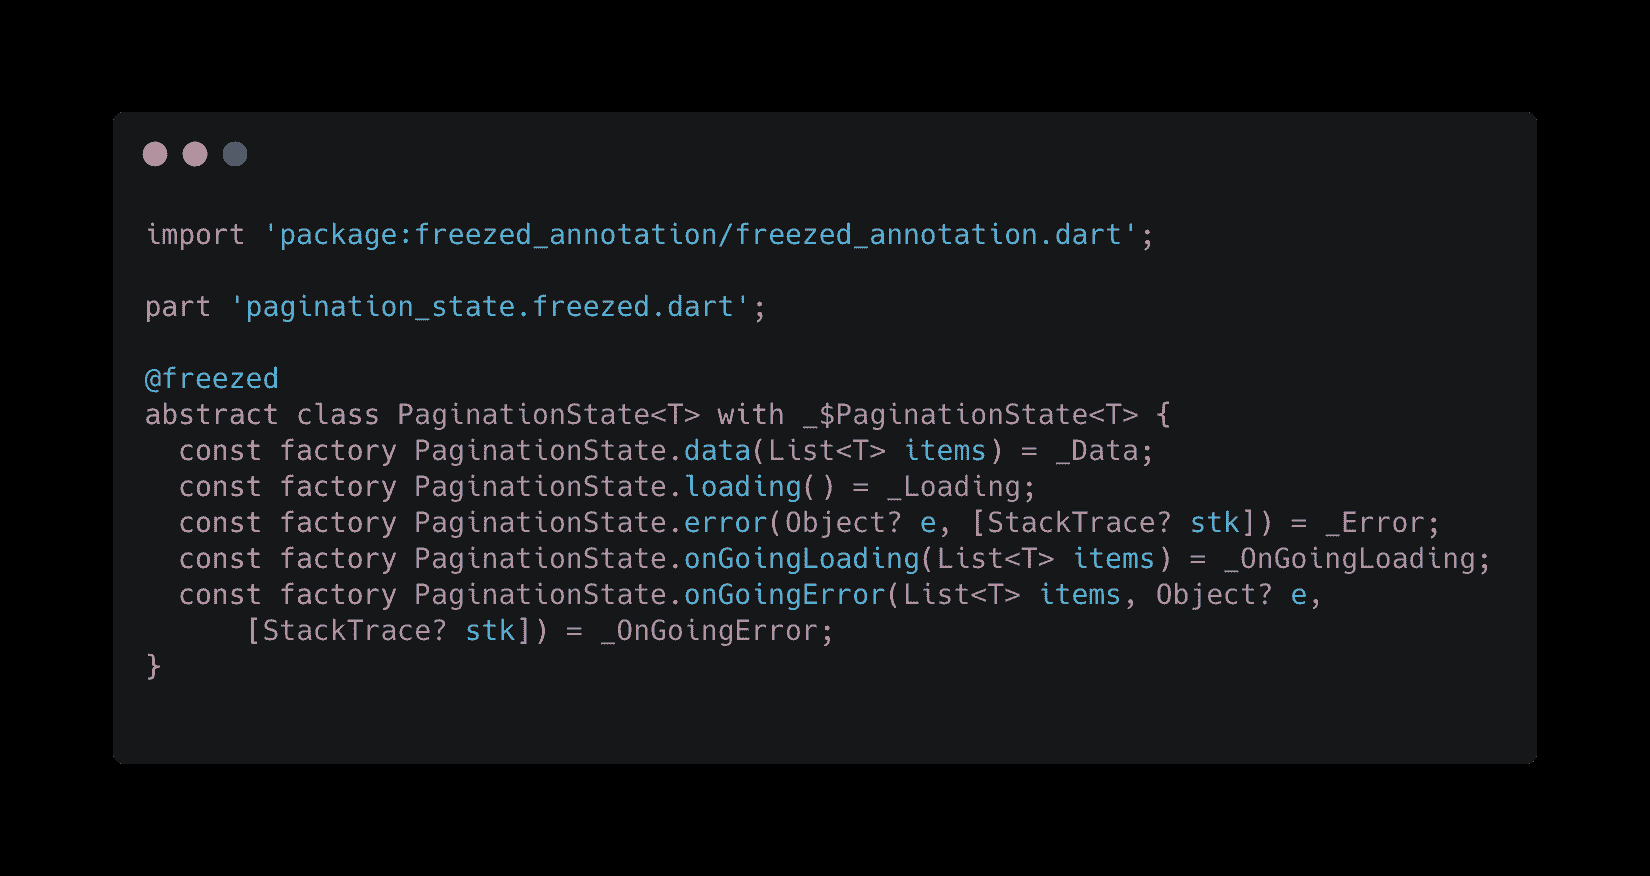 import 'package:freezed_annotation/freezed_annotation.dart';
part 'pagination_state.freezed.dart';
@freezed
abstract class PaginationState<T> with _$PaginationState<T> {
  const factory PaginationState.data(List<T> items) = _Data;
  const factory PaginationState.loading() = _Loading;
  const factory PaginationState.error(Object? e, [StackTrace? stk]) = _Error;
  const factory PaginationState.onGoingLoading(List<T> items) = _OnGoingLoading;
  const factory PaginationState.onGoingError(List<T> items, Object? e,
      [StackTrace? stk]) = _OnGoingError;
}